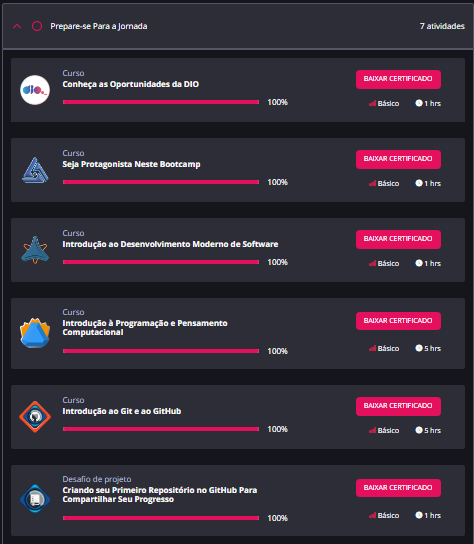 Prepare-se Para a Jornada
7 atividades
Curso
Conheça as Oportunidades da DIO
100%
BAIXAR CERTIFICADO
Básico
1 hrs
dio
Curso
Seja Protagonista Neste Bootcamp
100%
BAIXAR CERTIFICADO
Básico
1 hrs
Curso
Introdução ao Desenvolvimento Moderno de Software
100%
BAIXAR CERTIFICADO
Básico
1 hrs
Curso
Introdução à Programação e Pensamento
Computacional
100%
BAIXAR CERTIFICADO
Básico
5 hrs
Curso
Introdução ao Git e ao GitHub
100%
BAIXAR CERTIFICADO
Básico
5 hrs
Desafio de projeto
Criando seu Primeiro Repositório no GitHub Para
Compartilhar Seu Progresso
100%
BAIXAR CERTIFICADO
Básico
1 hrs